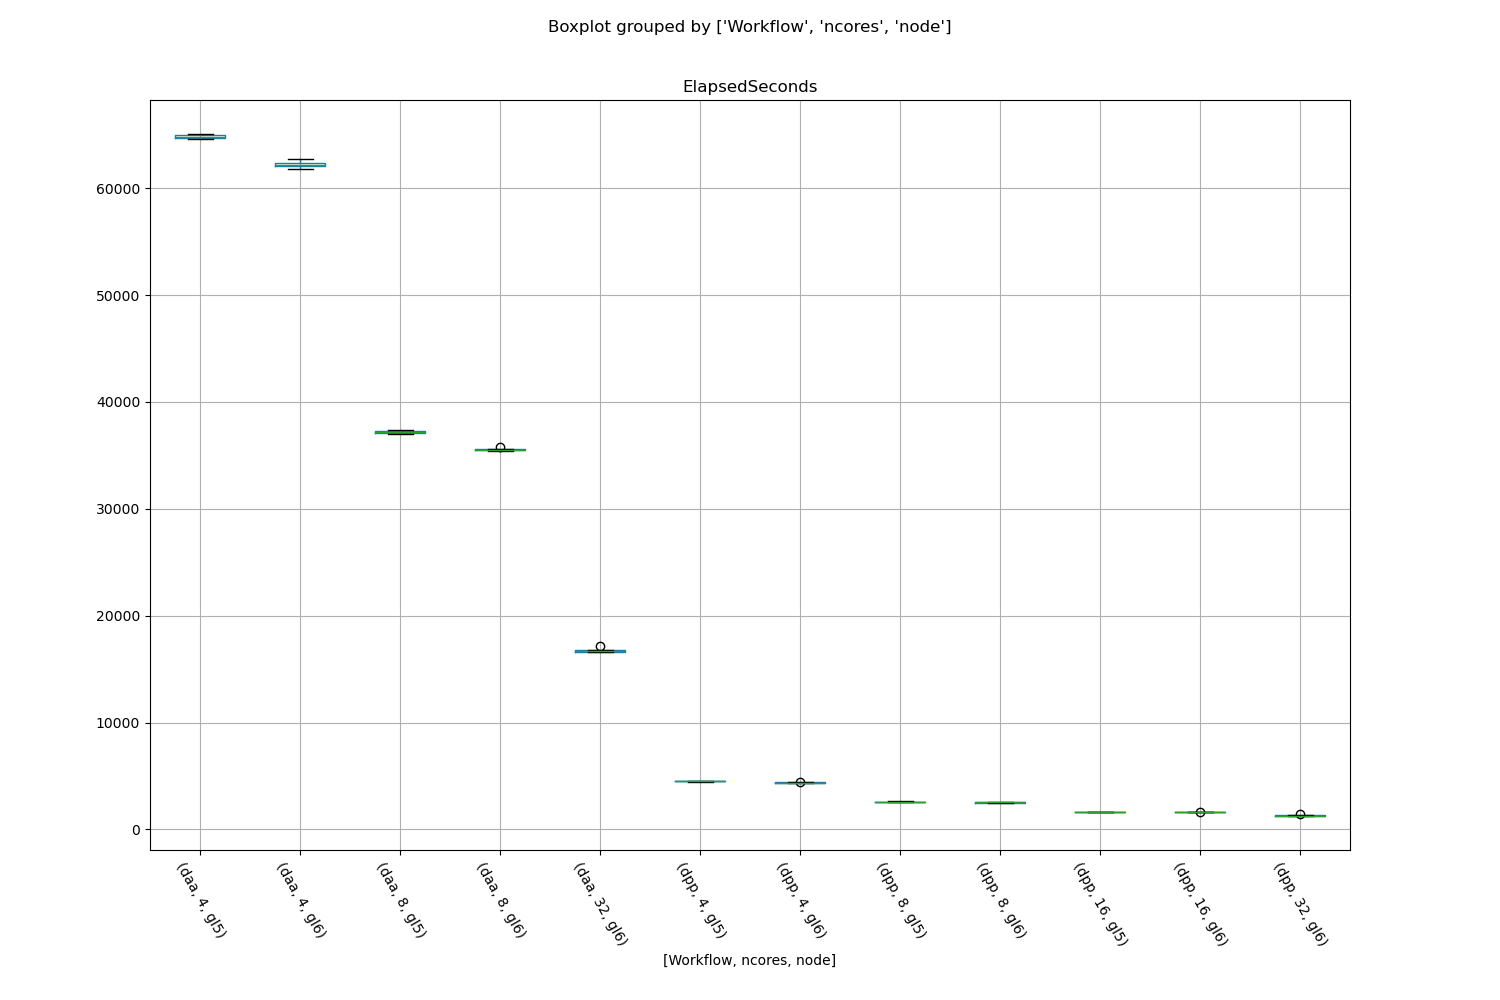 Boxplot grouped by ['Workflow', 'ncores', 'node']
ElapsedSeconds
60000
50000
40000
30000
20000
10000
0
(daa, 4, gl5)
(daa, 4, gl6)
(daa, 8, gl5)
(daa, 8, gl6)
(daa, 32, gl6)
(dpp, 4, gl5)
(dpp, 4, gl6)
(dpp, 8, gl5)
(dpp, 8, gl6)
(dpp, 16, gl5)
(dpp, 16, gl6)
(dpp, 32, gl6)
[Workflow, ncores, node]